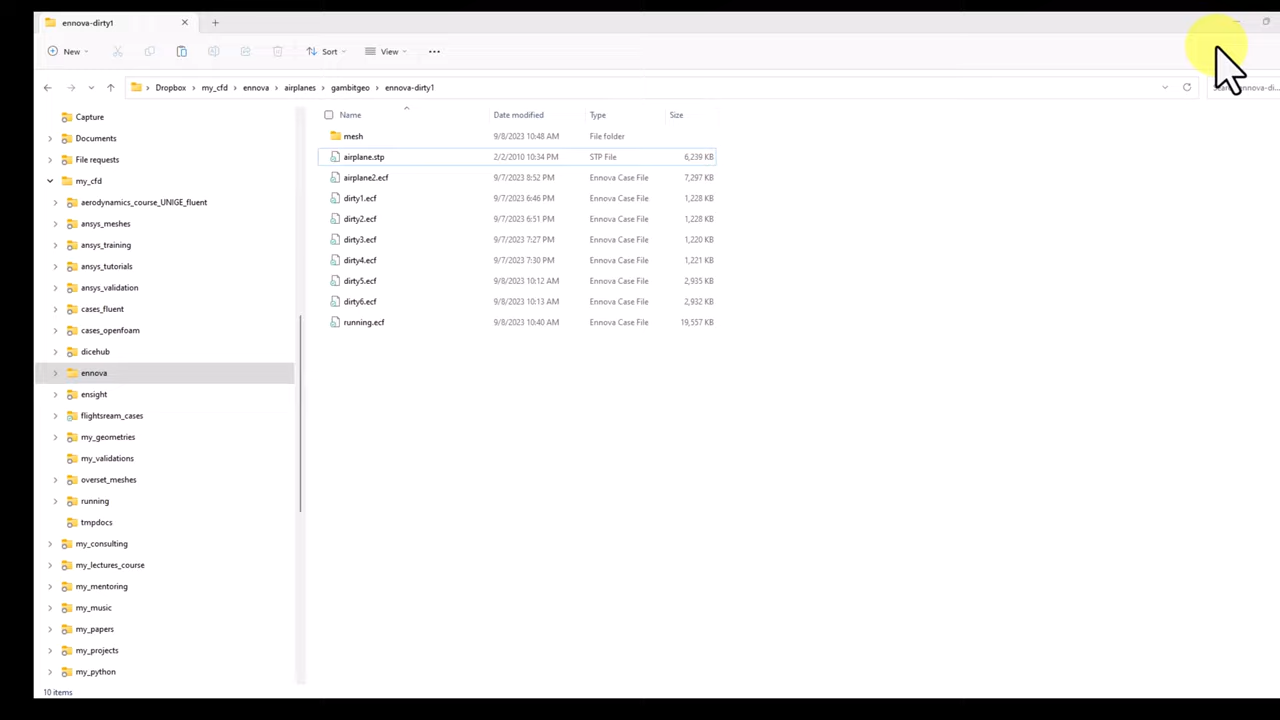 ennova-dirty1
New
Sort
View
Dropbox > my_cfd > ennova > airplanes > gambitgeo > ennova-dirty1
Name Date modified Type Size
mesh 9/8/2023 10:48 AM File folder
airplane.stp 2/2/2010 10:34 PM STP File 6,239 KB
airplane2.ecf 9/7/2023 8:52 PM Ennova Case File 7,297 KB
dirty1.ecf 9/7/2023 6:46 PM Ennova Case File 1,228 KB
dirty2.ecf 9/7/2023 6:51 PM Ennova Case File 1,228 KB
dirty3.ecf 9/7/2023 7:27 PM Ennova Case File 1,220 KB
dirty4.ecf 9/7/2023 7:30 PM Ennova Case File 1,221 KB
dirty5.ecf 9/8/2023 10:12 AM Ennova Case File 2,935 KB
dirty6.ecf 9/8/2023 10:13 AM Ennova Case File 2,932 KB
running.ecf 9/8/2023 10:40 AM Ennova Case File 19,557 KB
Capture
Documents
File requests
my_cfd
aerodynamics_course_UNIGE_fluent
ansys_meshes
ansys_training
ansys_tutorials
ansys_validation
cases_fluent
cases_openfoam
dicehub
ennova
ensight
flightsream_cases
my_geometries
my_validations
overset_meshes
running
tmpdocs
my_consulting
my_lectures_course
my_mentoring
my_music
my_papers
my_projects
my_python
10 items